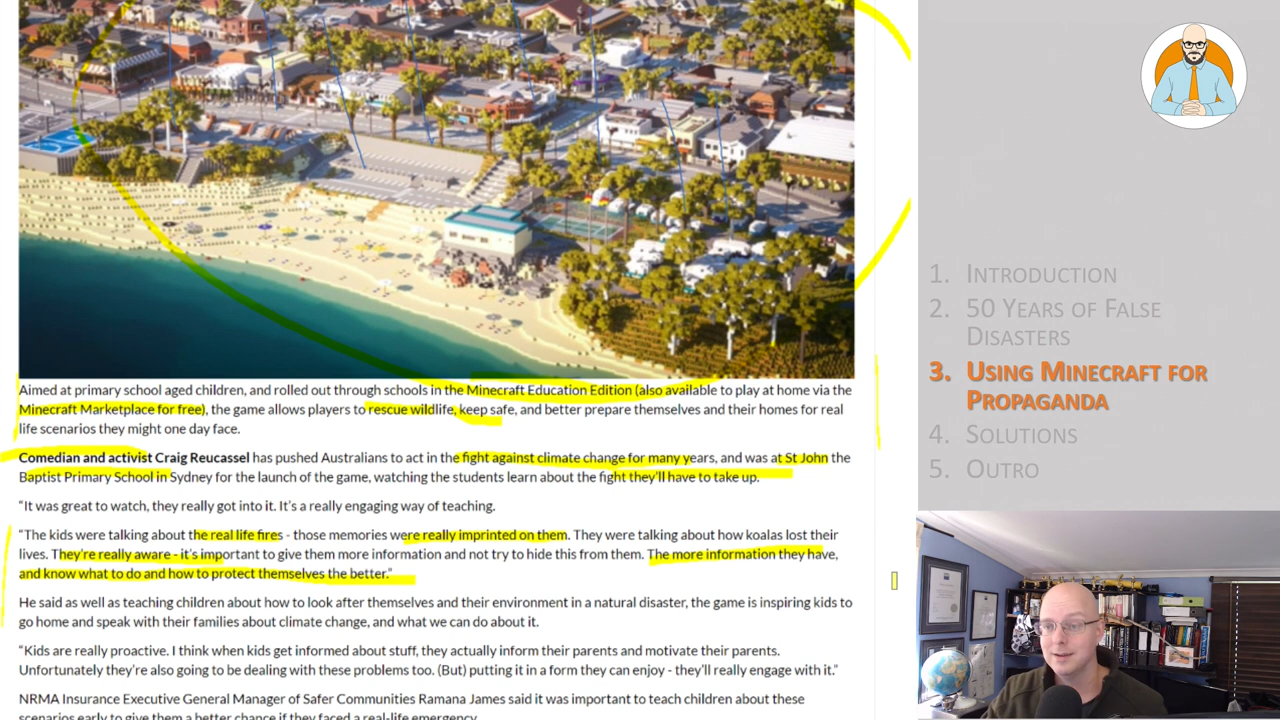 Aimed at primary school aged children, and rolled out through schools in the Minecraft Education Edition (also available to play at home via the
Minecraft Marketplace for free), the game allows players to rescue wildlife, keep safe, and better prepare themselves and their homes for real
life scenarios they might one day face.
Comedian and activist Craig Reucassel has pushed Australians to act in the fight against climate change for many years, and was at St John the
Baptist Primary School in Sydney for the launch of the game, watching the students learn about the fight they'll have to take up.
“It was great to watch, they really got into it. It's a really engaging way of teaching.
“The kids were talking about the real life fires - those memories were really imprinted on them. They were talking about how koalas lost their
lives. They're really aware - it's important to give them more information and not try to hide this from them. The more information they have,
and know what to do and how to protect themselves the better.”
He said as well as teaching children about how to look after themselves and their environment in a natural disaster, the game is inspiring kids to
go home and speak with their families about climate change, and what we can do about it.
“Kids are really proactive. I think when kids get informed about stuff, they actually inform their parents and motivate their parents.
Unfortunately they're also going to be dealing with these problems too. (But) putting it in a form they can enjoy - they'll really engage with it.”
NRMA Insurance Executive General Manager of Safer Communities Ramana James said it was important to teach children about these
scenarios early to give them a better chance if they faced a real-life emergency.
1. Introduction
2. 50 Years of False
Disasters
3. Using Minecraft for
Propaganda
4. Solutions
5. Outro